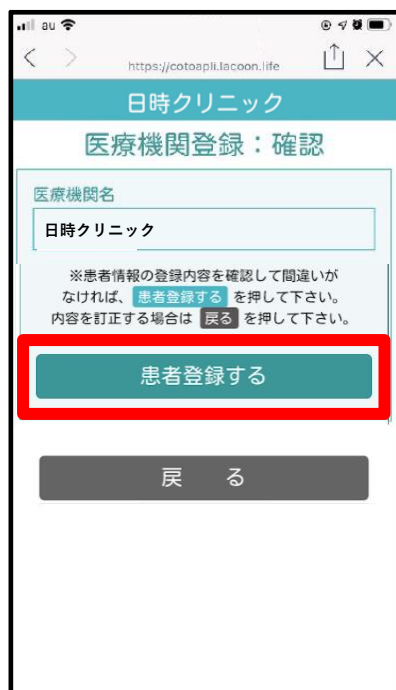 au
https://cotoapli.lacoon.life
日時クリニック
医療機関登録：確認
医療機関名
日時クリニック
※患者情報の登録内容を確認して間違いが
なければ、 患者登録する を押して下さい。
内容を訂正する場合は 戻る を押して下さい。
患者登録する
戻　る